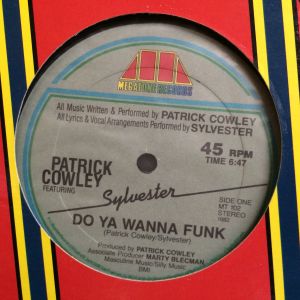 MEGATONE RECORDS
All Music Written & Performed by PATRICK COWLEY
All Lyrics & Vocal Arrangements Performed by SYLVESTER
45 RPM
TIME 6:47
PATRICK
COWLEY
FEATURING
Sylvester
SIDE ONE
MT 102
STEREO
1982
DO YA WANNA FUNK
(Patrick Cowley/Sylvester)
Produced by PATRICK COWLEY
Associate Producer MARTY BLECMAN
Masculine Music/Silly Music
BMI